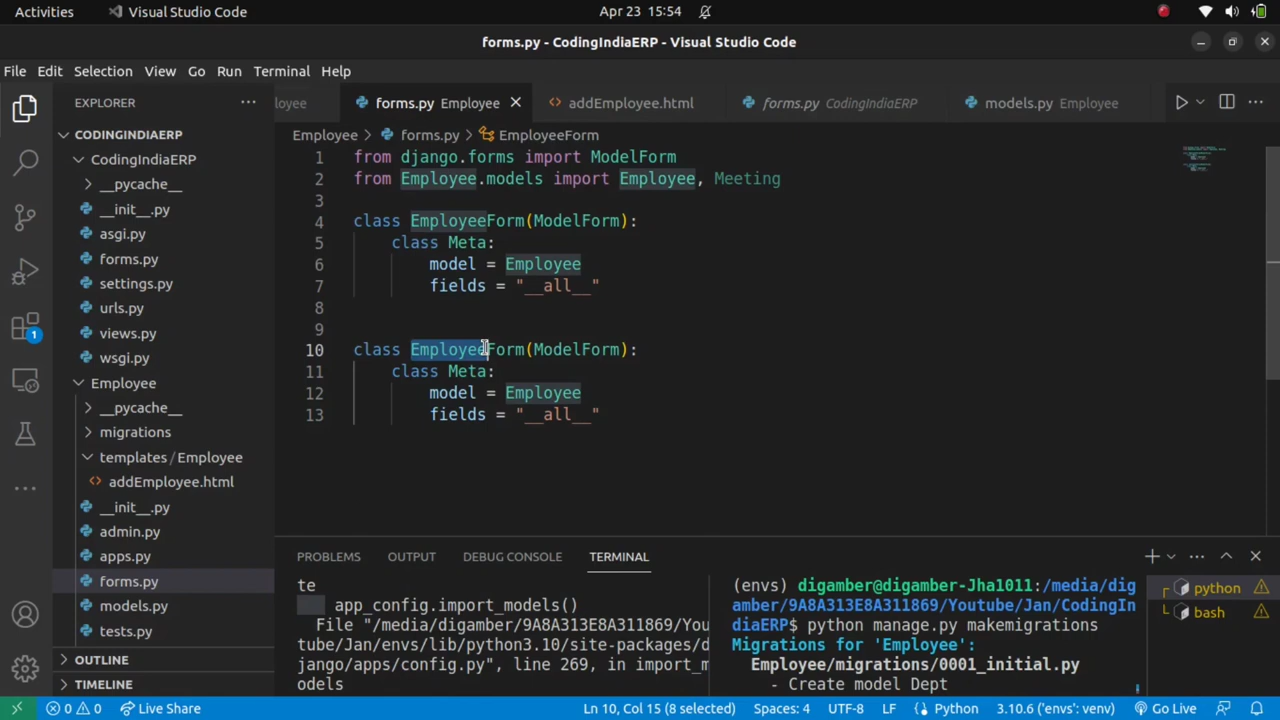 Activities
Visual Studio Code
Apr 23 15:54
forms.py - CodingIndiaERP - Visual Studio Code
File Edit Selection View Go Run Terminal Help
EXPLORER
loyee
forms.py Employee
addEmployee.html
forms.py CodingIndiaERP
models.py Employee
CODINGINDIAERP
CodingIndiaERP
__pycache__
__init__.py
asgi.py
forms.py
settings.py
urls.py
views.py
wsgi.py
Employee
__pycache__
migrations
templates / Employee
addEmployee.html
__init__.py
admin.py
apps.py
forms.py
models.py
tests.py
OUTLINE
TIMELINE
1
Employee > forms.py > EmployeeForm
1 from django.forms import ModelForm
2 from Employee.models import Employee, Meeting
3
4 class EmployeeForm(ModelForm):
5 class Meta:
6 model = Employee
7 fields = "__all__"
8
9
10 class EmployeeForm(ModelForm):
11 class Meta:
12 model = Employee
13 fields = "__all__"
PROBLEMS OUTPUT DEBUG CONSOLE TERMINAL
te
app_config.import_models()
File "/media/digamber/9A8A313E8A311869/You
tube/Jan/envs/lib/python3.10/site-packages/d
jango/apps/config.py", line 269, in import_m
odels
(envs) digamber@digamber-Jha1011:/media/dig
amber/9A8A313E8A311869/Youtube/Jan/CodingIn
diaERP$ python manage.py makemigrations
Migrations for 'Employee':
Employee/migrations/0001_initial.py
- Create model Dept
python
bash
0 0 Live Share
Ln 10, Col 15 (8 selected) Spaces: 4 UTF-8 LF Python 3.10.6 ('envs': venv) Go Live